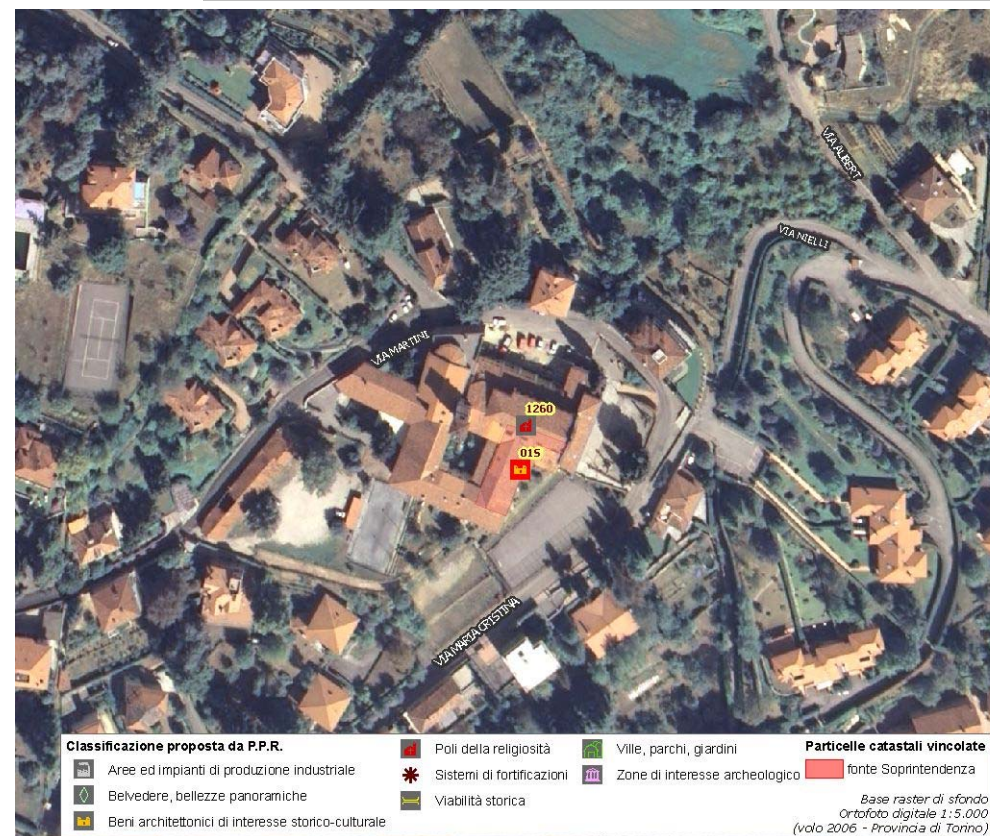 VIA ALIBERT
VIA NIELLI
VIA MARTINI
1260
01S
VIA MARIA CRISTINA
Classificazione proposta da P.P.R.
Aree ed impianti di produzione industriale
Belvedere, bellezze panoramiche
Beni architettonici di interesse storico-culturale
Poli della religiosità
Sistemi di fortificazioni
Viabilità storica
Ville, parchi, giardini
Zone di interesse archeologico
Particelle catastali vincolate
fonte Soprintendenza
Base raster di sfondo
Ortofoto digitale 1:5.000
(volo 2006 - Provincia di Torino)